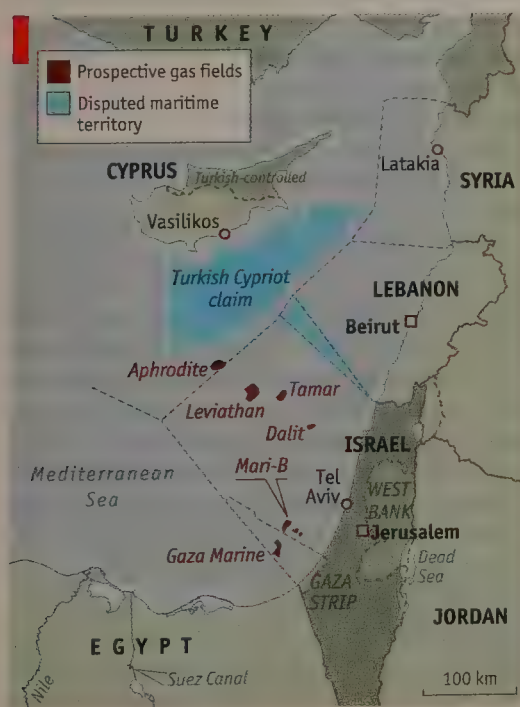 TURKEY
Prospective gas fields
Disputed maritime
territory
CYPRUS
Turkish-controlled
Latakia
SYRIA
Vasilikos
Turkish Cypriot
claim
LEBANON
Beirut
Aphrodite
Leviathan
Tamar
Dalit
ISRAEL
Mari-B
Mediterranean
Sea
Tel
Aviv
WEST
BANK
Jerusalem
Gaza Marine
Dead
Sea
GAZA
STRIP
JORDAN
EGYPT
Suez Canal
Nile
100 km